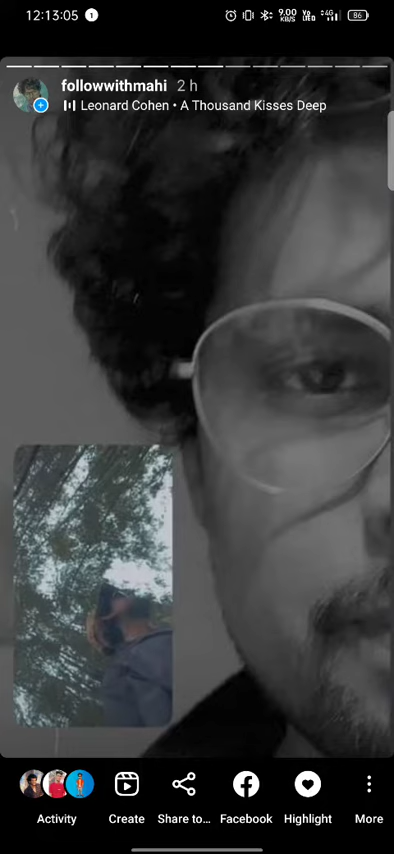 12:13:05 1 9.00 KB/S Vo LTE 4G 86
followwithmahi 2 h
Leonard Cohen • A Thousand Kisses Deep
Activity Create Share to... Facebook Highlight More